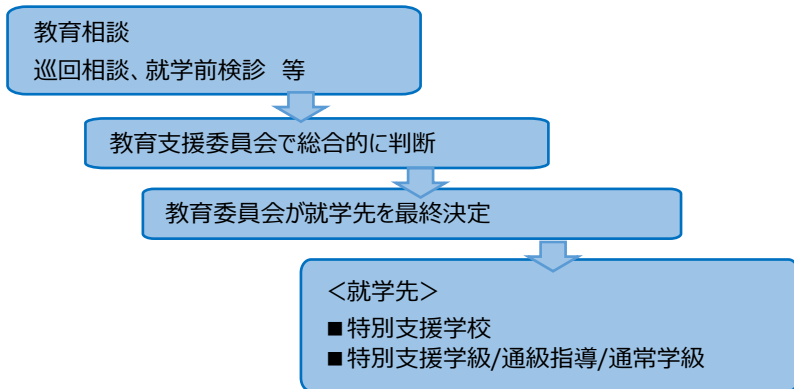 教育相談
巡回相談、就学前検診 等
教育支援委員会で総合的に判断
教育委員会が就学先を最終決定
＜就学先＞
■特別支援学校
■特別支援学級/通級指導/通常学級